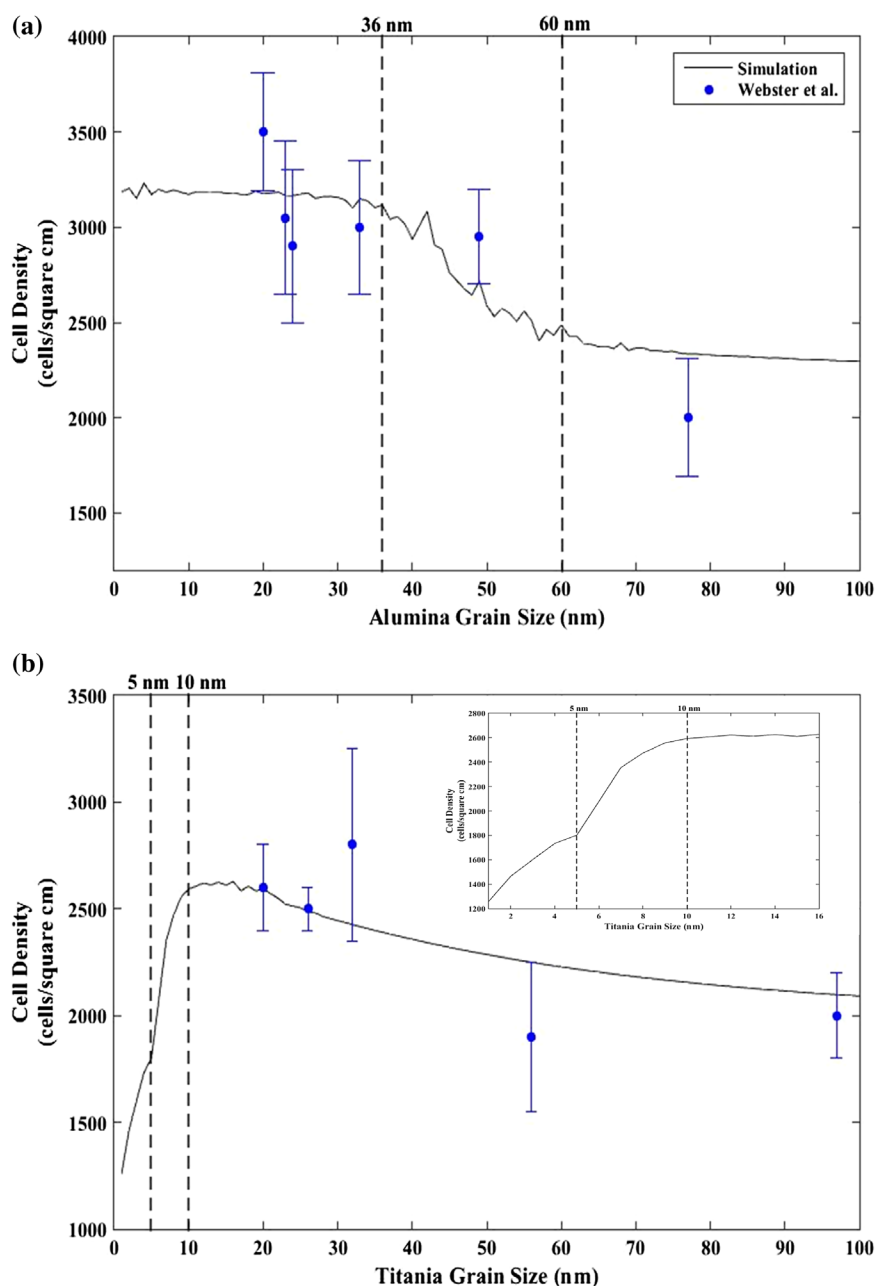 (a)
36 nm
60 nm
4000
3500
3000
2500
2000
1500
Cell Density
(cells/square cm)
Simulation
Webster et al.
0 10 20 30 40 50 60 70 80 90 100
Alumina Grain Size (nm)
(b)
5 nm 10 nm
3500
3000
2500
2000
1500
1000
Cell Density
(cells/square cm)
5 nm
10 nm
2800
2600
2400
2200
2000
1800
1600
1400
1200
Cell Density
(cells/square cm)
2 4 6 8 10 12 14 16
Titania Grain Size (nm)
0 10 20 30 40 50 60 70 80 90 100
Titania Grain Size (nm)